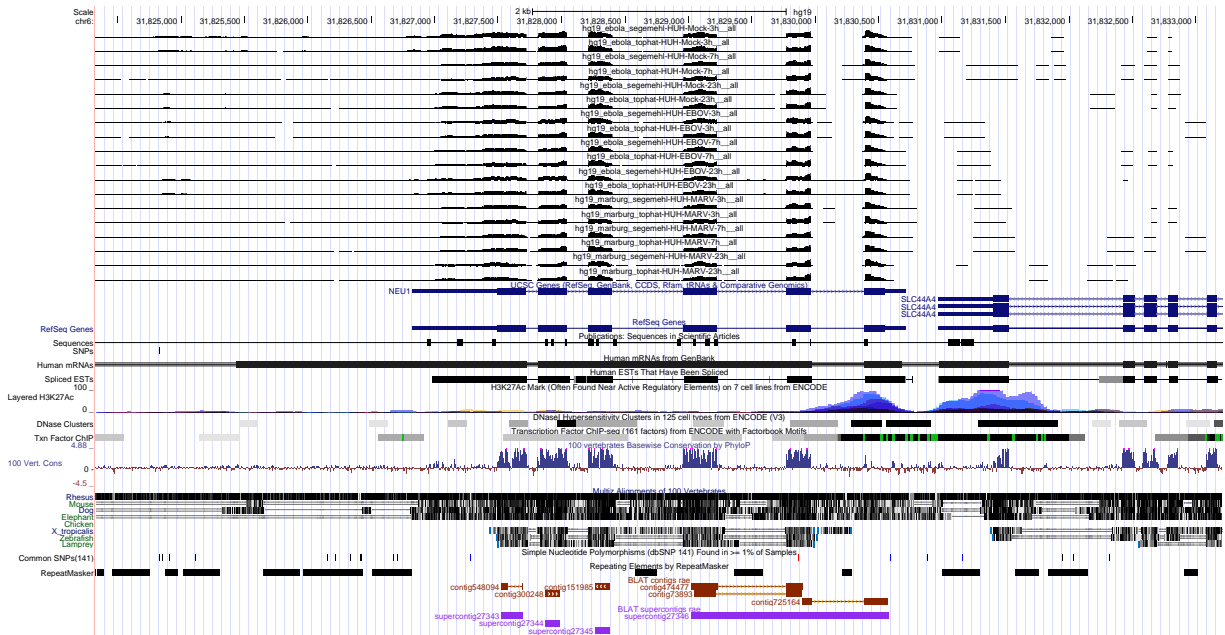 Scale 2 kb hg19
chr6: 31,825,000 31,825,500 31,826,000 31,826,500 31,827,000 31,827,500 31,828,000 31,828,500 31,829,000 31,829,500 31,830,000 31,830,500 31,831,000 31,831,500 31,832,000 31,832,500 31,833,000
hg19_ebola_segemehl-HUH-Mock-3h__all
hg19_ebola_tophat-HUH-Mock-3h__all
hg19_ebola_segemehl-HUH-Mock-7h__all
hg19_ebola_tophat-HUH-Mock-7h__all
hg19_ebola_segemehl-HUH-Mock-23h__all
hg19_ebola_tophat-HUH-Mock-23h__all
hg19_ebola_segemehl-HUH-EBOV-3h__all
hg19_ebola_tophat-HUH-EBOV-3h__all
hg19_ebola_segemehl-HUH-EBOV-7h__all
hg19_ebola_tophat-HUH-EBOV-7h__all
hg19_ebola_segemehl-HUH-EBOV-23h__all
hg19_ebola_tophat-HUH-EBOV-23h__all
hg19_marburg_segemehl-HUH-MARV-3h__all
hg19_marburg_tophat-HUH-MARV-3h__all
hg19_marburg_segemehl-HUH-MARV-7h__all
hg19_marburg_tophat-HUH-MARV-7h__all
hg19_marburg_segemehl-HUH-MARV-23h__all
hg19_marburg_tophat-HUH-MARV-23h__all
UCSC Genes (RefSeq, GenBank, CCDS, Rfam, tRNAs & Comparative Genomics)
NEU1
SLC44A4
SLC44A4
SLC44A4
RefSeq Genes
RefSeq Genes
Publications: Sequences in Scientific Articles
Sequences
SNPs
Human mRNAs from GenBank
Human mRNAs
Human ESTs That Have Been Spliced
Spliced ESTs
H3K27Ac Mark (Often Found Near Active Regulatory Elements) on 7 cell lines from ENCODE
100
Layered H3K27Ac
0
DNaseI Hypersensitivity Clusters in 125 cell types from ENCODE (V3)
DNase Clusters
Transcription Factor ChIP-seq (161 factors) from ENCODE with Factorbook Motifs
Txn Factor ChIP
100 vertebrates Basewise Conservation by PhyloP
4.88
100 Vert. Cons
0
-4.5
Multiz Alignments of 100 Vertebrates
Rhesus
Mouse
Dog
Elephant
Chicken
X_tropicalis
Zebrafish
Lamprey
Simple Nucleotide Polymorphisms (dbSNP 141) Found in >= 1% of Samples
Common SNPs(141)
Repeating Elements by RepeatMasker
RepeatMasker
BLAT contigs rae
contig548094
contig151985
contig474477
contig300248
contig73893
contig725164
BLAT supercontigs rae
supercontig27343
supercontig27346
supercontig27344
supercontig27345